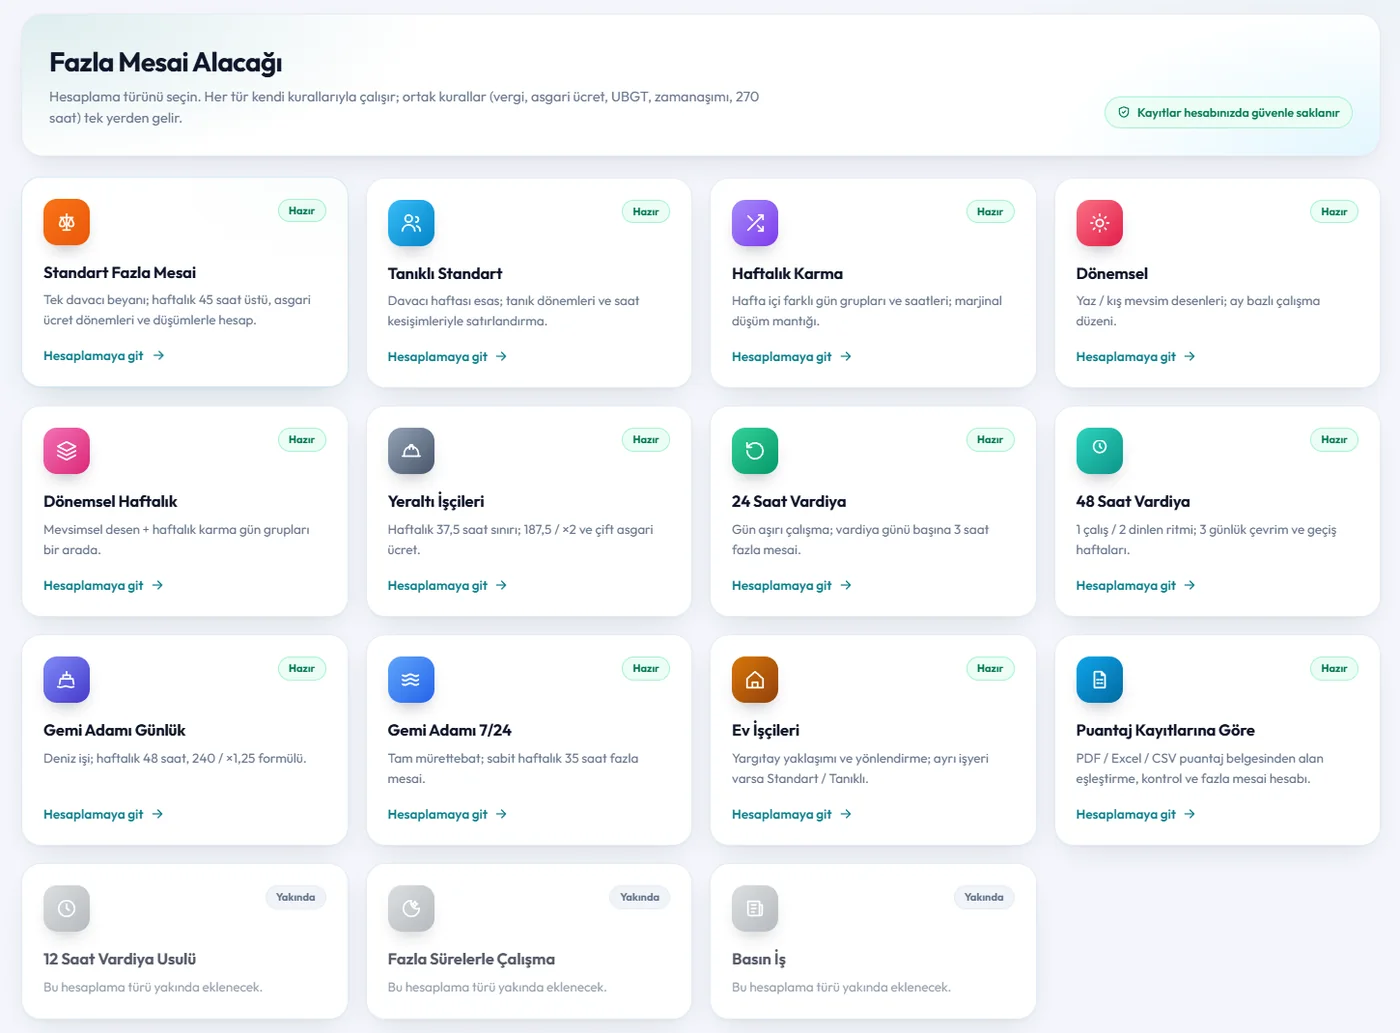 Fazla Mesai Alacağı
Hesaplama türünü seçin. Her tür kendi kurallarıyla çalışır; ortak kurallar (vergi, asgari ücret, UBGT, zamanaşımı, 270
saat) tek yerden gelir.
Kayıtlar hesabınızda güvenle saklanır
Hazır
Standart Fazla Mesai
Tek davacı beyanı; haftalık 45 saat üstü, asgari
ücret dönemleri ve düşümlerle hesap.
Hesaplamaya git →
Hazır
Tanıklı Standart
Davacı haftası esas; tanık dönemleri ve saat
kesişimleriyle satırlandırma.
Hesaplamaya git →
Hazır
Haftalık Karma
Hafta içi farklı gün grupları ve saatleri; marjinal
düşüm mantığı.
Hesaplamaya git →
Hazır
Dönemsel
Yaz / kış mevsim desenleri; ay bazlı çalışma
düzeni.
Hesaplamaya git →
Hazır
Dönemsel Haftalık
Mevsimsel desen + haftalık karma gün grupları
bir arada.
Hesaplamaya git →
Hazır
Yeraltı İşçileri
Haftalık 37,5 saat sınırı; 187,5 / ×2 ve çift asgari
ücret.
Hesaplamaya git →
Hazır
24 Saat Vardiya
Gün aşırı çalışma; vardiya günü başına 3 saat
fazla mesai.
Hesaplamaya git →
Hazır
48 Saat Vardiya
1 çalış / 2 dinlen ritmi; 3 günlük çevrim ve geçiş
haftaları.
Hesaplamaya git →
Hazır
Gemi Adamı Günlük
Deniz işi; haftalık 48 saat, 240 / ×1,25 formülü.
Hesaplamaya git →
Hazır
Gemi Adamı 7/24
Tam mürettebat; sabit haftalık 35 saat fazla
mesai.
Hesaplamaya git →
Hazır
Ev İşçileri
Yargıtay yaklaşımı ve yönlendirme; ayrı işyeri
varsa Standart / Tanıklı.
Hesaplamaya git →
Hazır
Puantaj Kayıtlarına Göre
PDF / Excel / CSV puantaj belgesinden alan
eşleştirme, kontrol ve fazla mesai hesabı.
Hesaplamaya git →
Yakında
12 Saat Vardiya Usulü
Bu hesaplama türü yakında eklenecek.
Yakında
Fazla Sürelerle Çalışma
Bu hesaplama türü yakında eklenecek.
Yakında
Basın İş
Bu hesaplama türü yakında eklenecek.